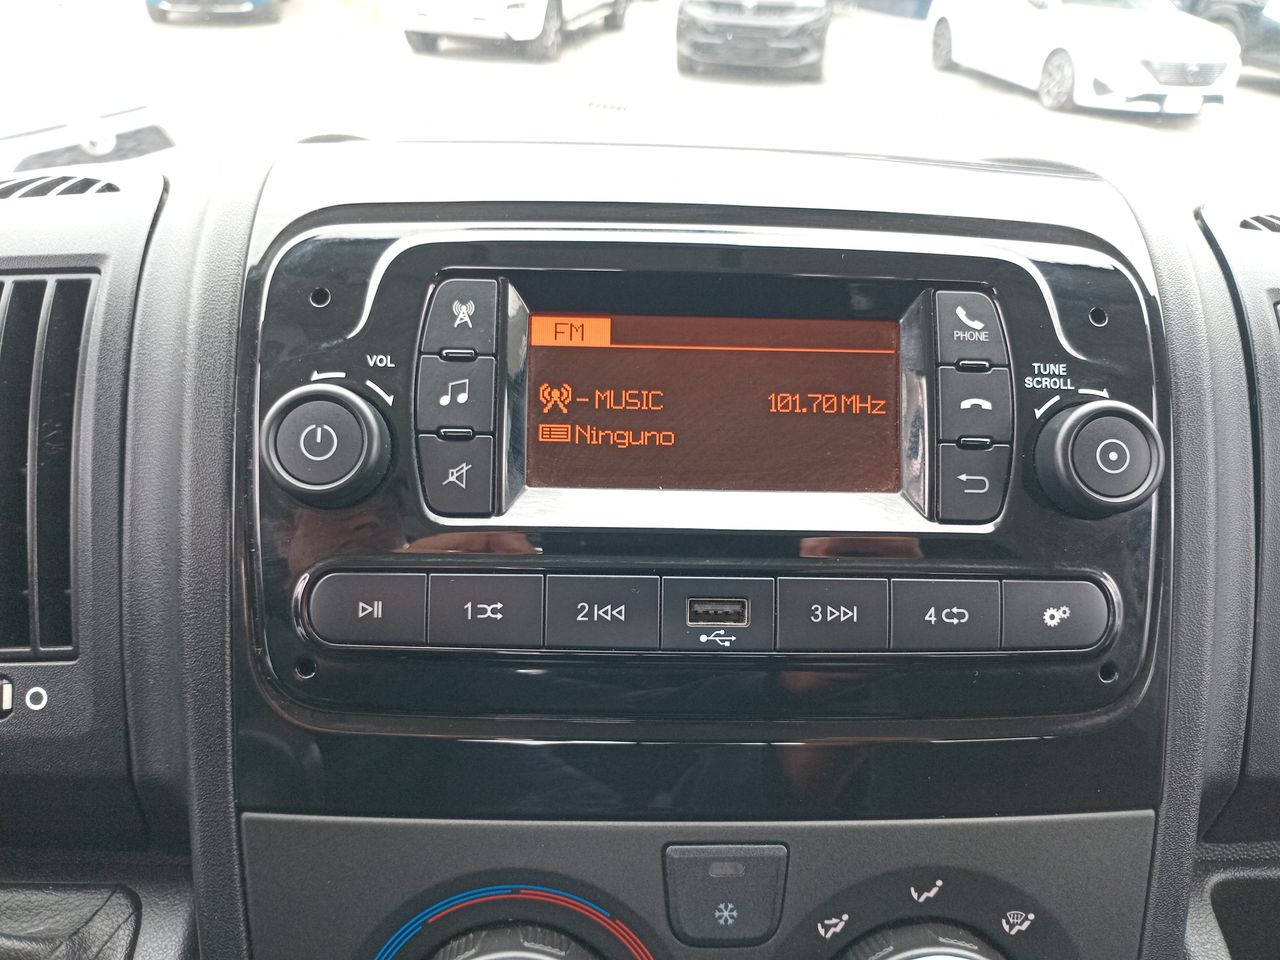 VOL
PHONE
TUNE
SCROLL
FM
- MUSIC 101.70 MHz
Ninguno
1
2
3
4